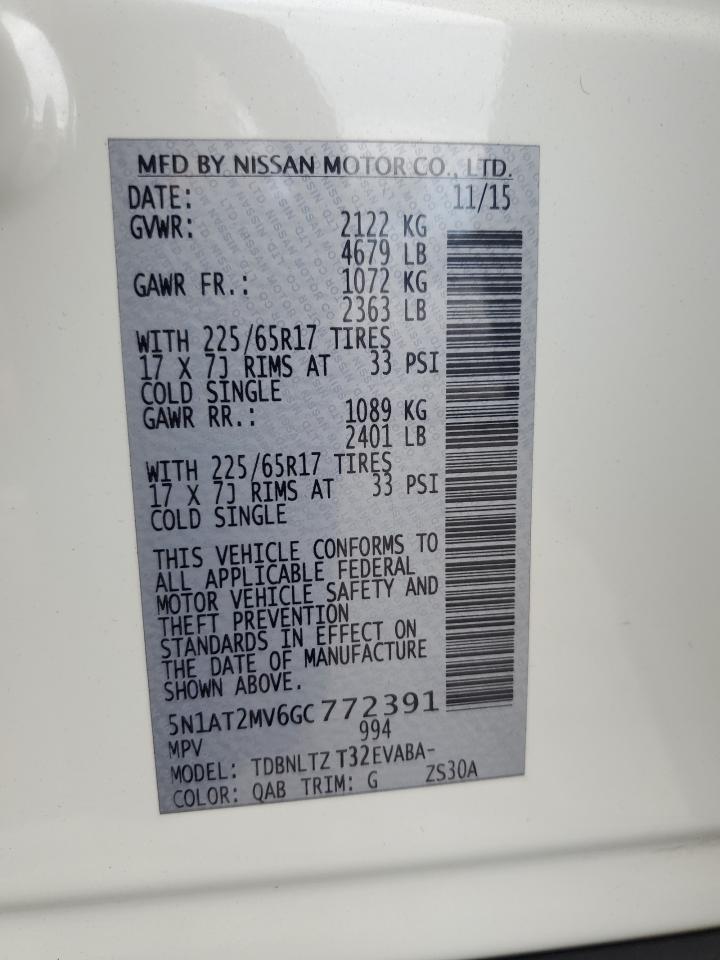 MFD BY NISSAN MOTOR CO., LTD.
DATE: 11/15
GVWR: 2122 KG
4679 LB
GAWR FR.: 1072 KG
2363 LB
WITH 225/65R17 TIRES
17 X 7J RIMS AT 33 PSI
COLD SINGLE
GAWR RR.: 1089 KG
2401 LB
WITH 225/65R17 TIRES
17 X 7J RIMS AT 33 PSI
COLD SINGLE
THIS VEHICLE CONFORMS TO
ALL APPLICABLE FEDERAL
MOTOR VEHICLE SAFETY AND
THEFT PREVENTION
STANDARDS IN EFFECT ON
THE DATE OF MANUFACTURE
SHOWN ABOVE.
5N1AT2MV6GC772391
MPV 994
MODEL: TDBNLTZ T32EVABA-
COLOR: QAB TRIM: G ZS30A